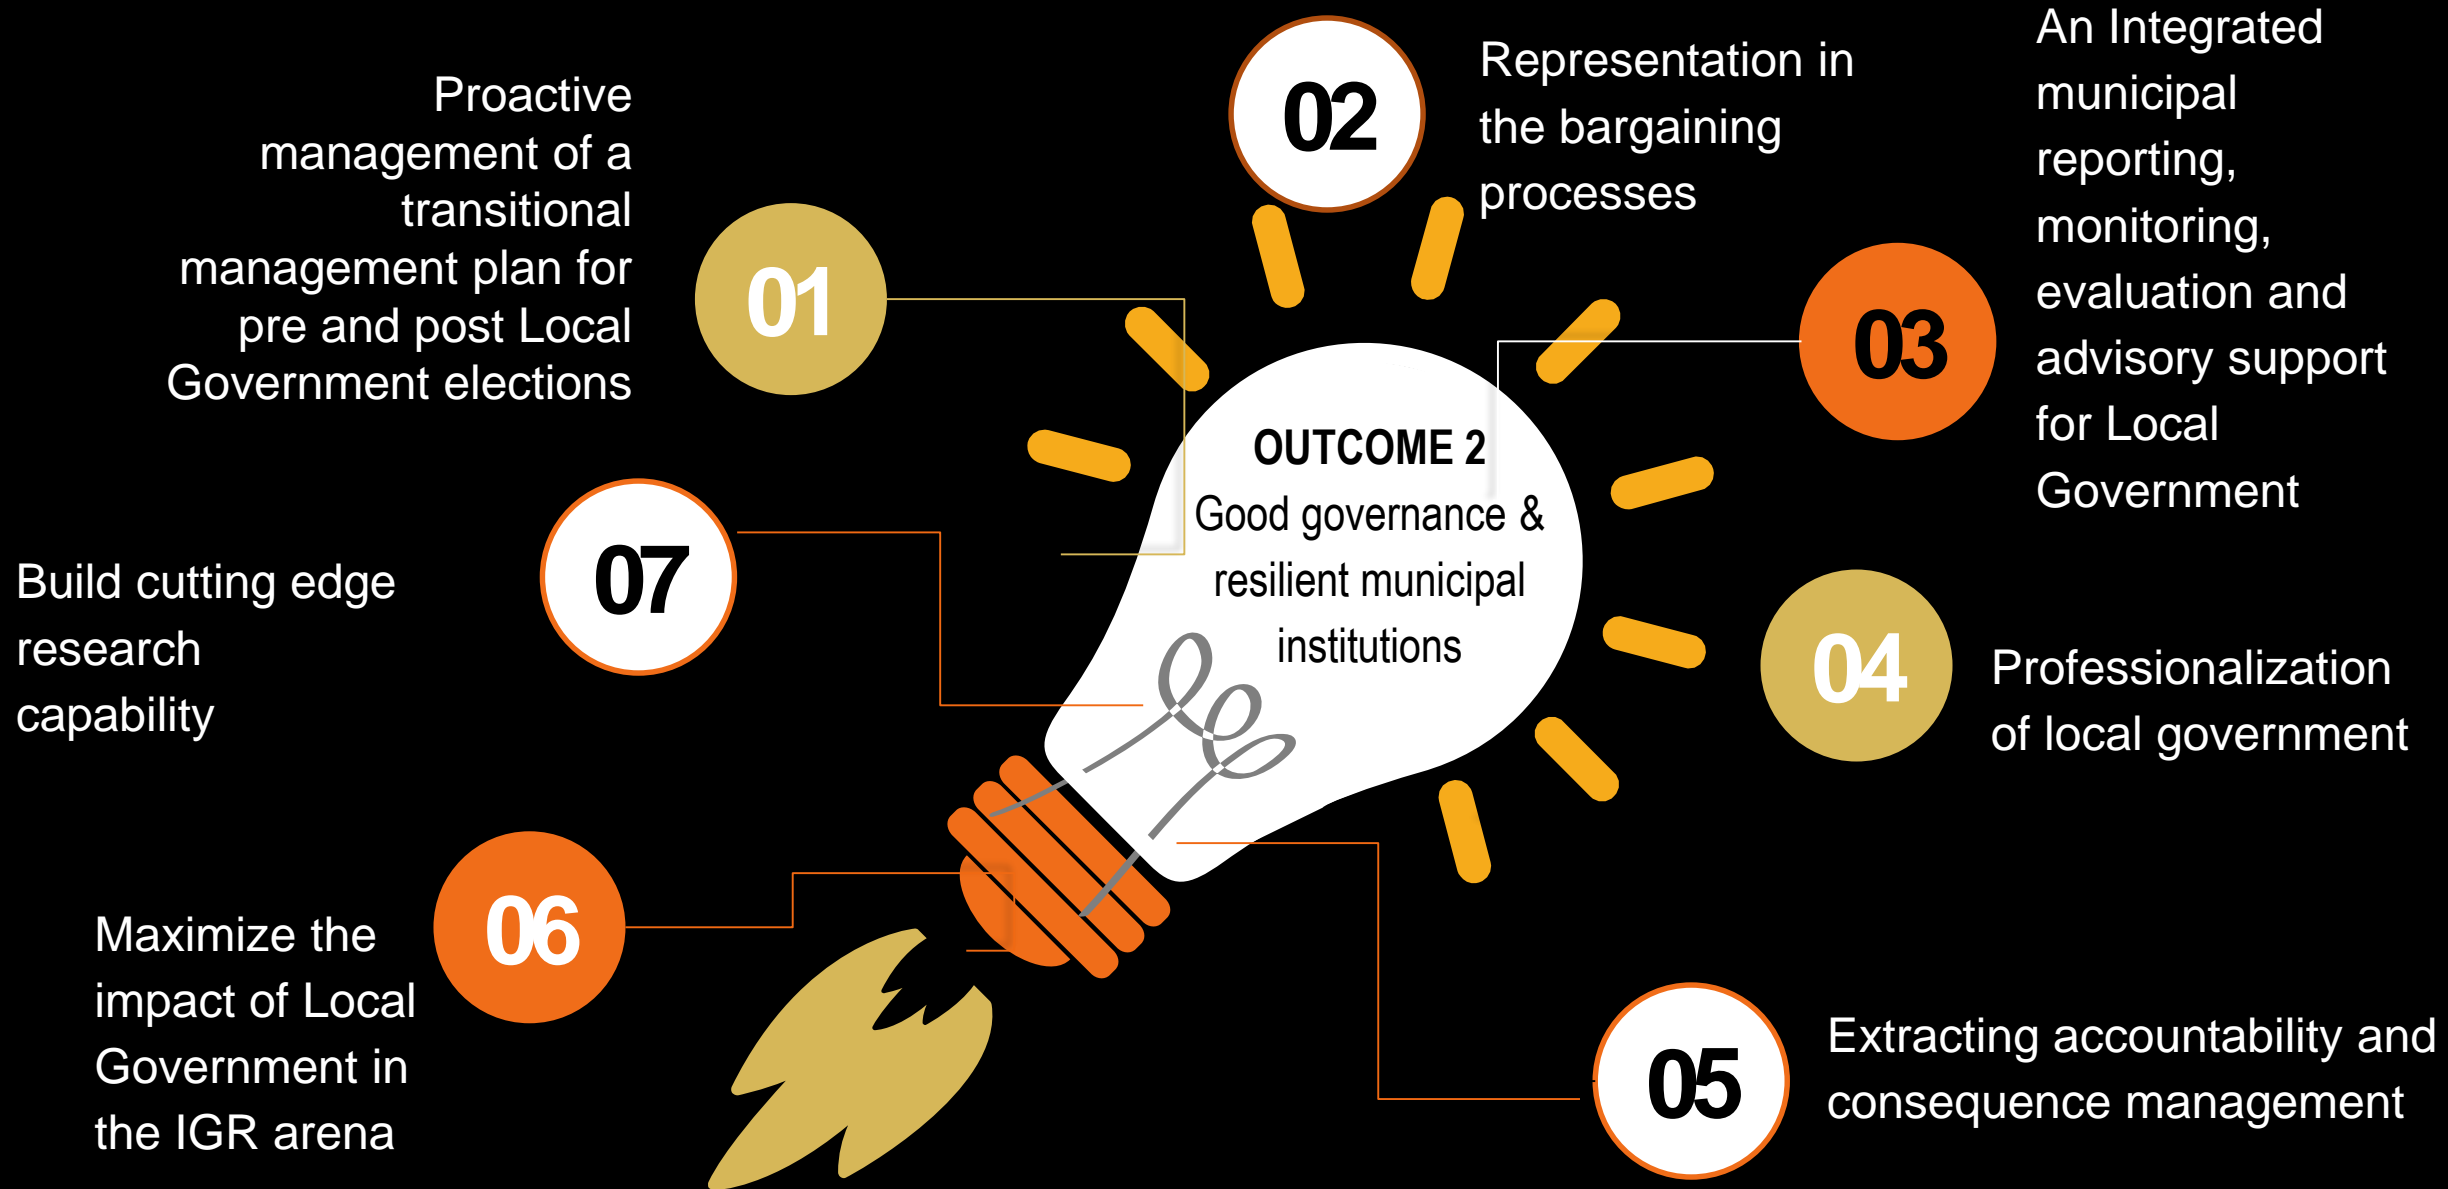 Proactive
management of a
transitional
management plan for
pre and post Local
Government elections
01
02
Representation in
the bargaining
processes
03
An Integrated
municipal
reporting,
monitoring,
evaluation and
advisory support
for Local
Government
OUTCOME 2
Good governance &
resilient municipal
institutions
04
Professionalization
of local government
05
Extracting accountability and
consequence management
06
Maximize the
impact of Local
Government in
the IGR arena
07
Build cutting edge
research
capability